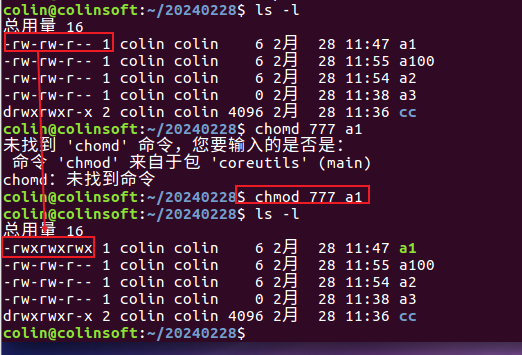 colin@colinsoft:~/20240228$ ls -l
总用量 16
-rw-rw-r-- 1 colin colin    6 2月  28 11:47 a1
-rw-rw-r-- 1 colin colin    6 2月  28 11:55 a100
-rw-rw-r-- 1 colin colin    6 2月  28 11:54 a2
-rw-rw-r-- 1 colin colin    0 2月  28 11:38 a3
drwxrwxr-x 2 colin colin 4096 2月  28 11:36 cc
colin@colinsoft:~/20240228$ chomd 777 a1
未找到 'chomd' 命令，您要输入的是否是：
 命令 'chmod' 来自于包 'coreutils' (main)
chomd：未找到命令
colin@colinsoft:~/20240228$ chmod 777 a1
colin@colinsoft:~/20240228$ ls -l
总用量 16
-rwxrwxrwx 1 colin colin    6 2月  28 11:47 a1
-rw-rw-r-- 1 colin colin    6 2月  28 11:55 a100
-rw-rw-r-- 1 colin colin    6 2月  28 11:54 a2
-rw-rw-r-- 1 colin colin    0 2月  28 11:38 a3
drwxrwxr-x 2 colin colin 4096 2月  28 11:36 cc
colin@colinsoft:~/20240228$